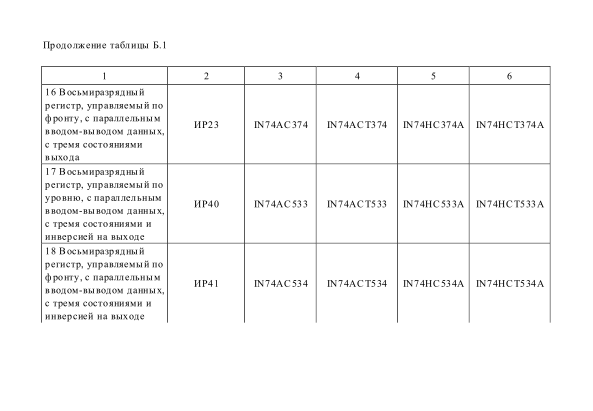 Продолжение таблицы Б.1
1 2 3 4 5 6
16 Восьмиразрядный
регистр, управляемый по
фронту, с параллельным
вводом-выводом данных,
с тремя состояниями
выхода
ИР23 IN74AC374 IN74ACT374 IN74HC374A IN74HCT374A
17 Восьмиразрядный
регистр, управляемый по
уровню, с параллельным
вводом-выводом данных,
с тремя состояниями и
инверсией на выходе
ИР40 IN74AC533 IN74ACT533 IN74HC533A IN74HCT533A
18 Восьмиразрядный
регистр, управляемый по
фронту, с параллельным
вводом-выводом данных,
с тремя состояниями и
инверсией на выходе
ИР41 IN74AC534 IN74ACT534 IN74HC534A IN74HCT534A